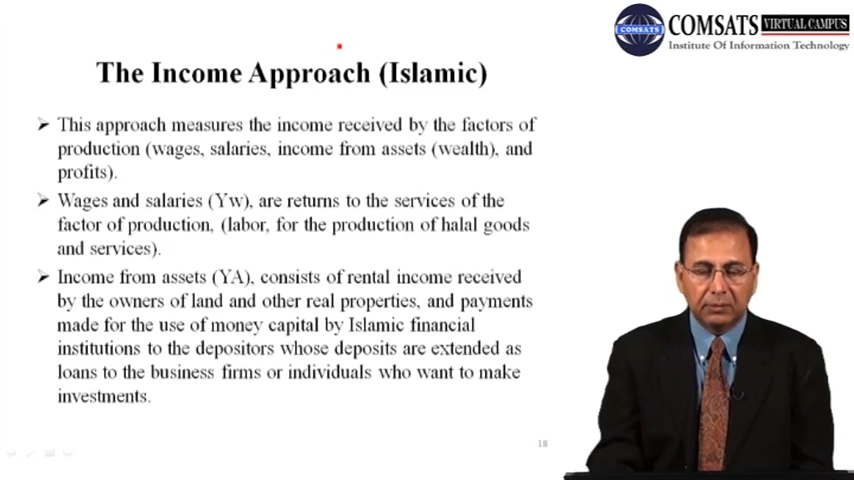 COMSATS VIRTUAL CAMPUS
COMSATS
Institute Of Information Technology
The Income Approach (Islamic)
This approach measures the income received by the factors of
production (wages, salaries, income from assets (wealth), and
profits).
Wages and salaries (Yw), are returns to the services of the
factor of production, (labor, for the production of halal goods
and services).
Income from assets (YA), consists of rental income received
by the owners of land and other real properties, and payments
made for the use of money capital by Islamic financial
institutions to the depositors whose deposits are extended as
loans to the business firms or individuals who want to make
investments.
18